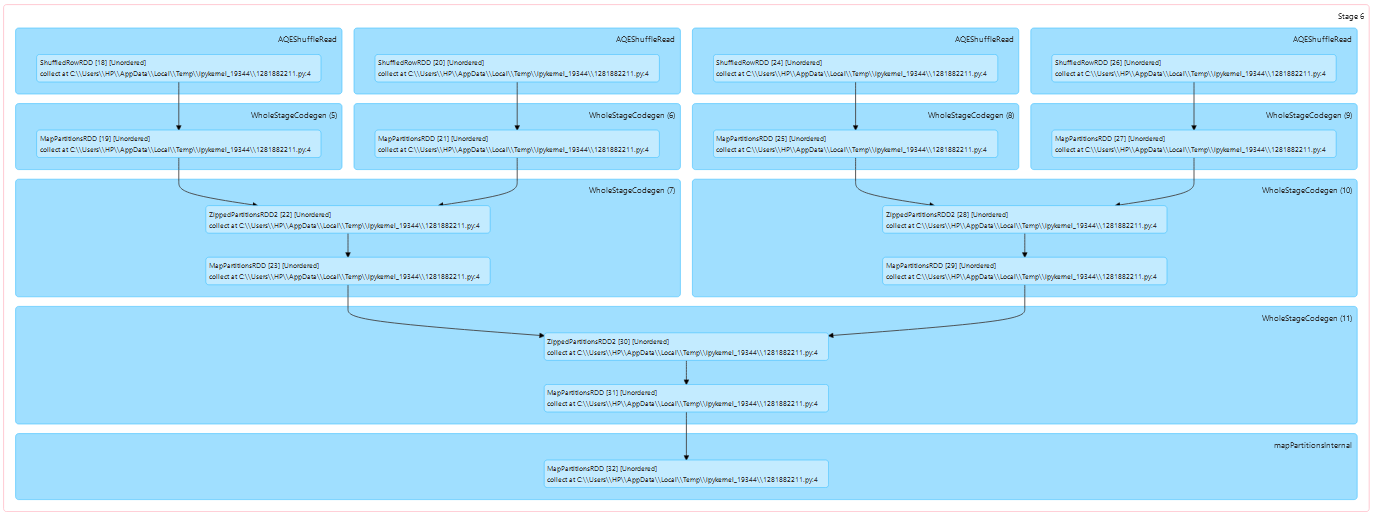 Stage 6
AQEShuffleRead
ShuffledRowRDD [18] [Unordered]
collect at C:\\Users\\HP\\AppData\\Local\\Temp\\ipykernel_19344\\1281882211.py:4
AQEShuffleRead
ShuffledRowRDD [20] [Unordered]
collect at C:\\Users\\HP\\AppData\\Local\\Temp\\ipykernel_19344\\1281882211.py:4
AQEShuffleRead
ShuffledRowRDD [24] [Unordered]
collect at C:\\Users\\HP\\AppData\\Local\\Temp\\ipykernel_19344\\1281882211.py:4
AQEShuffleRead
ShuffledRowRDD [26] [Unordered]
collect at C:\\Users\\HP\\AppData\\Local\\Temp\\ipykernel_19344\\1281882211.py:4
WholeStageCodegen (5)
MapPartitionsRDD [19] [Unordered]
collect at C:\\Users\\HP\\AppData\\Local\\Temp\\ipykernel_19344\\1281882211.py:4
WholeStageCodegen (6)
MapPartitionsRDD [21] [Unordered]
collect at C:\\Users\\HP\\AppData\\Local\\Temp\\ipykernel_19344\\1281882211.py:4
WholeStageCodegen (8)
MapPartitionsRDD [25] [Unordered]
collect at C:\\Users\\HP\\AppData\\Local\\Temp\\ipykernel_19344\\1281882211.py:4
WholeStageCodegen (9)
MapPartitionsRDD [27] [Unordered]
collect at C:\\Users\\HP\\AppData\\Local\\Temp\\ipykernel_19344\\1281882211.py:4
WholeStageCodegen (7)
ZippedPartitionsRDD2 [22] [Unordered]
collect at C:\\Users\\HP\\AppData\\Local\\Temp\\ipykernel_19344\\1281882211.py:4
MapPartitionsRDD [23] [Unordered]
collect at C:\\Users\\HP\\AppData\\Local\\Temp\\ipykernel_19344\\1281882211.py:4
WholeStageCodegen (10)
ZippedPartitionsRDD2 [28] [Unordered]
collect at C:\\Users\\HP\\AppData\\Local\\Temp\\ipykernel_19344\\1281882211.py:4
MapPartitionsRDD [29] [Unordered]
collect at C:\\Users\\HP\\AppData\\Local\\Temp\\ipykernel_19344\\1281882211.py:4
WholeStageCodegen (11)
ZippedPartitionsRDD2 [30] [Unordered]
collect at C:\\Users\\HP\\AppData\\Local\\Temp\\ipykernel_19344\\1281882211.py:4
MapPartitionsRDD [31] [Unordered]
collect at C:\\Users\\HP\\AppData\\Local\\Temp\\ipykernel_19344\\1281882211.py:4
mapPartitionsInternal
MapPartitionsRDD [32] [Unordered]
collect at C:\\Users\\HP\\AppData\\Local\\Temp\\ipykernel_19344\\1281882211.py:4